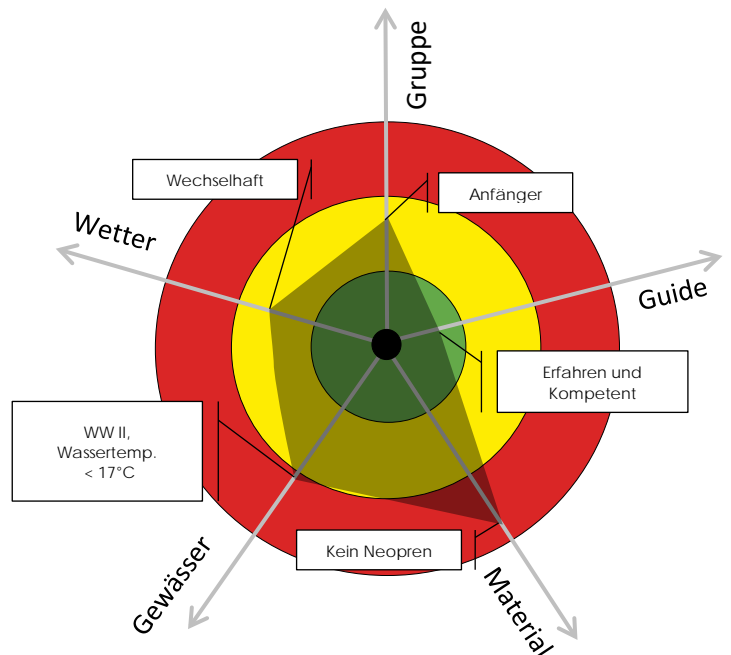 Gruppe
Wechselhaft
Anfänger
Wetter
Guide
Erfahren und
Kompetent
WW II,
Wassertemp.
< 17°C
Kein Neopren
Gewässer
Material